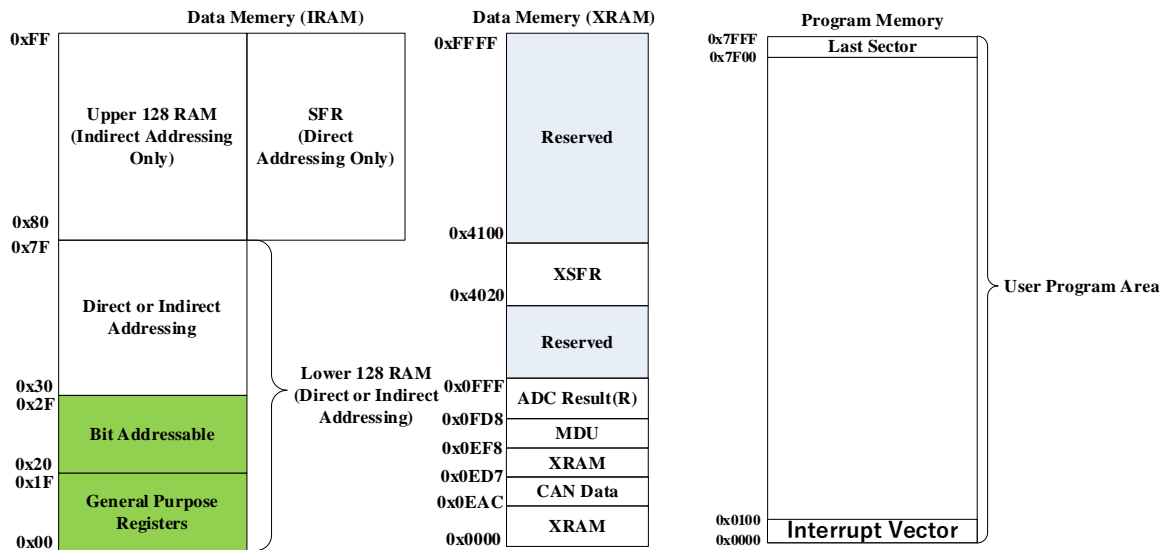 Data Memery (IRAM)
0xFF
Upper 128 RAM
(Indirect Addressing
Only)
SFR
(Direct
Addressing Only)
0x80
0x7F
Direct or Indirect
Addressing
0x30
0x2F
Bit Addressable
0x20
0x1F
General Purpose
Registers
0x00
Lower 128 RAM
(Direct or Indirect
Addressing)
Data Memery (XRAM)
0xFFFF
Reserved
0x4100
XSFR
0x4020
Reserved
0x0FFF
ADC Result(R)
0x0FD8
MDU
0x0EF8
XRAM
0x0ED7
CAN Data
0x0EAC
XRAM
0x0000
Program Memory
0x7FFF
Last Sector
0x7F00
User Program Area
0x0100
Interrupt Vector
0x0000